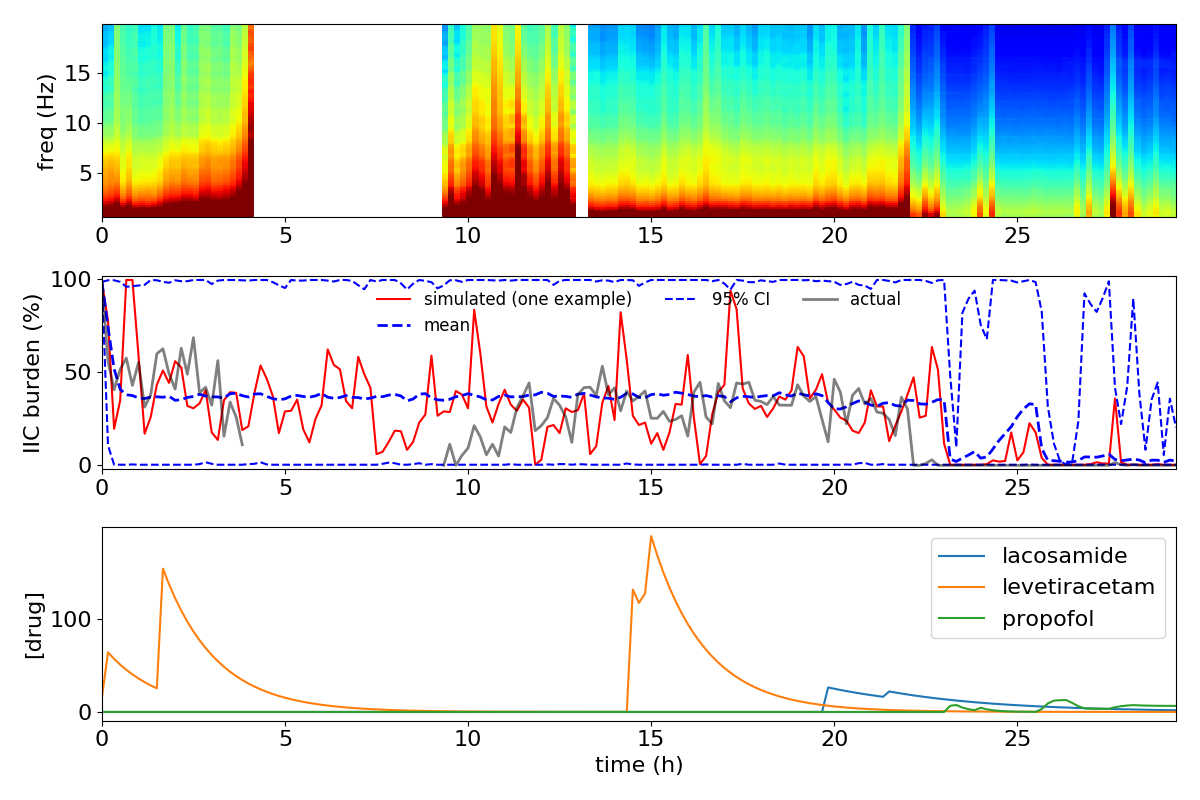 15
10
5
freq (Hz)
0 5 10 15 20 25
100
50
0
IIC burden (%)
simulated (one example) 95% CI actual
mean
0 5 10 15 20 25
100
0
[drug]
lacosamide
levetiracetam
propofol
0 5 10 15 20 25
time (h)